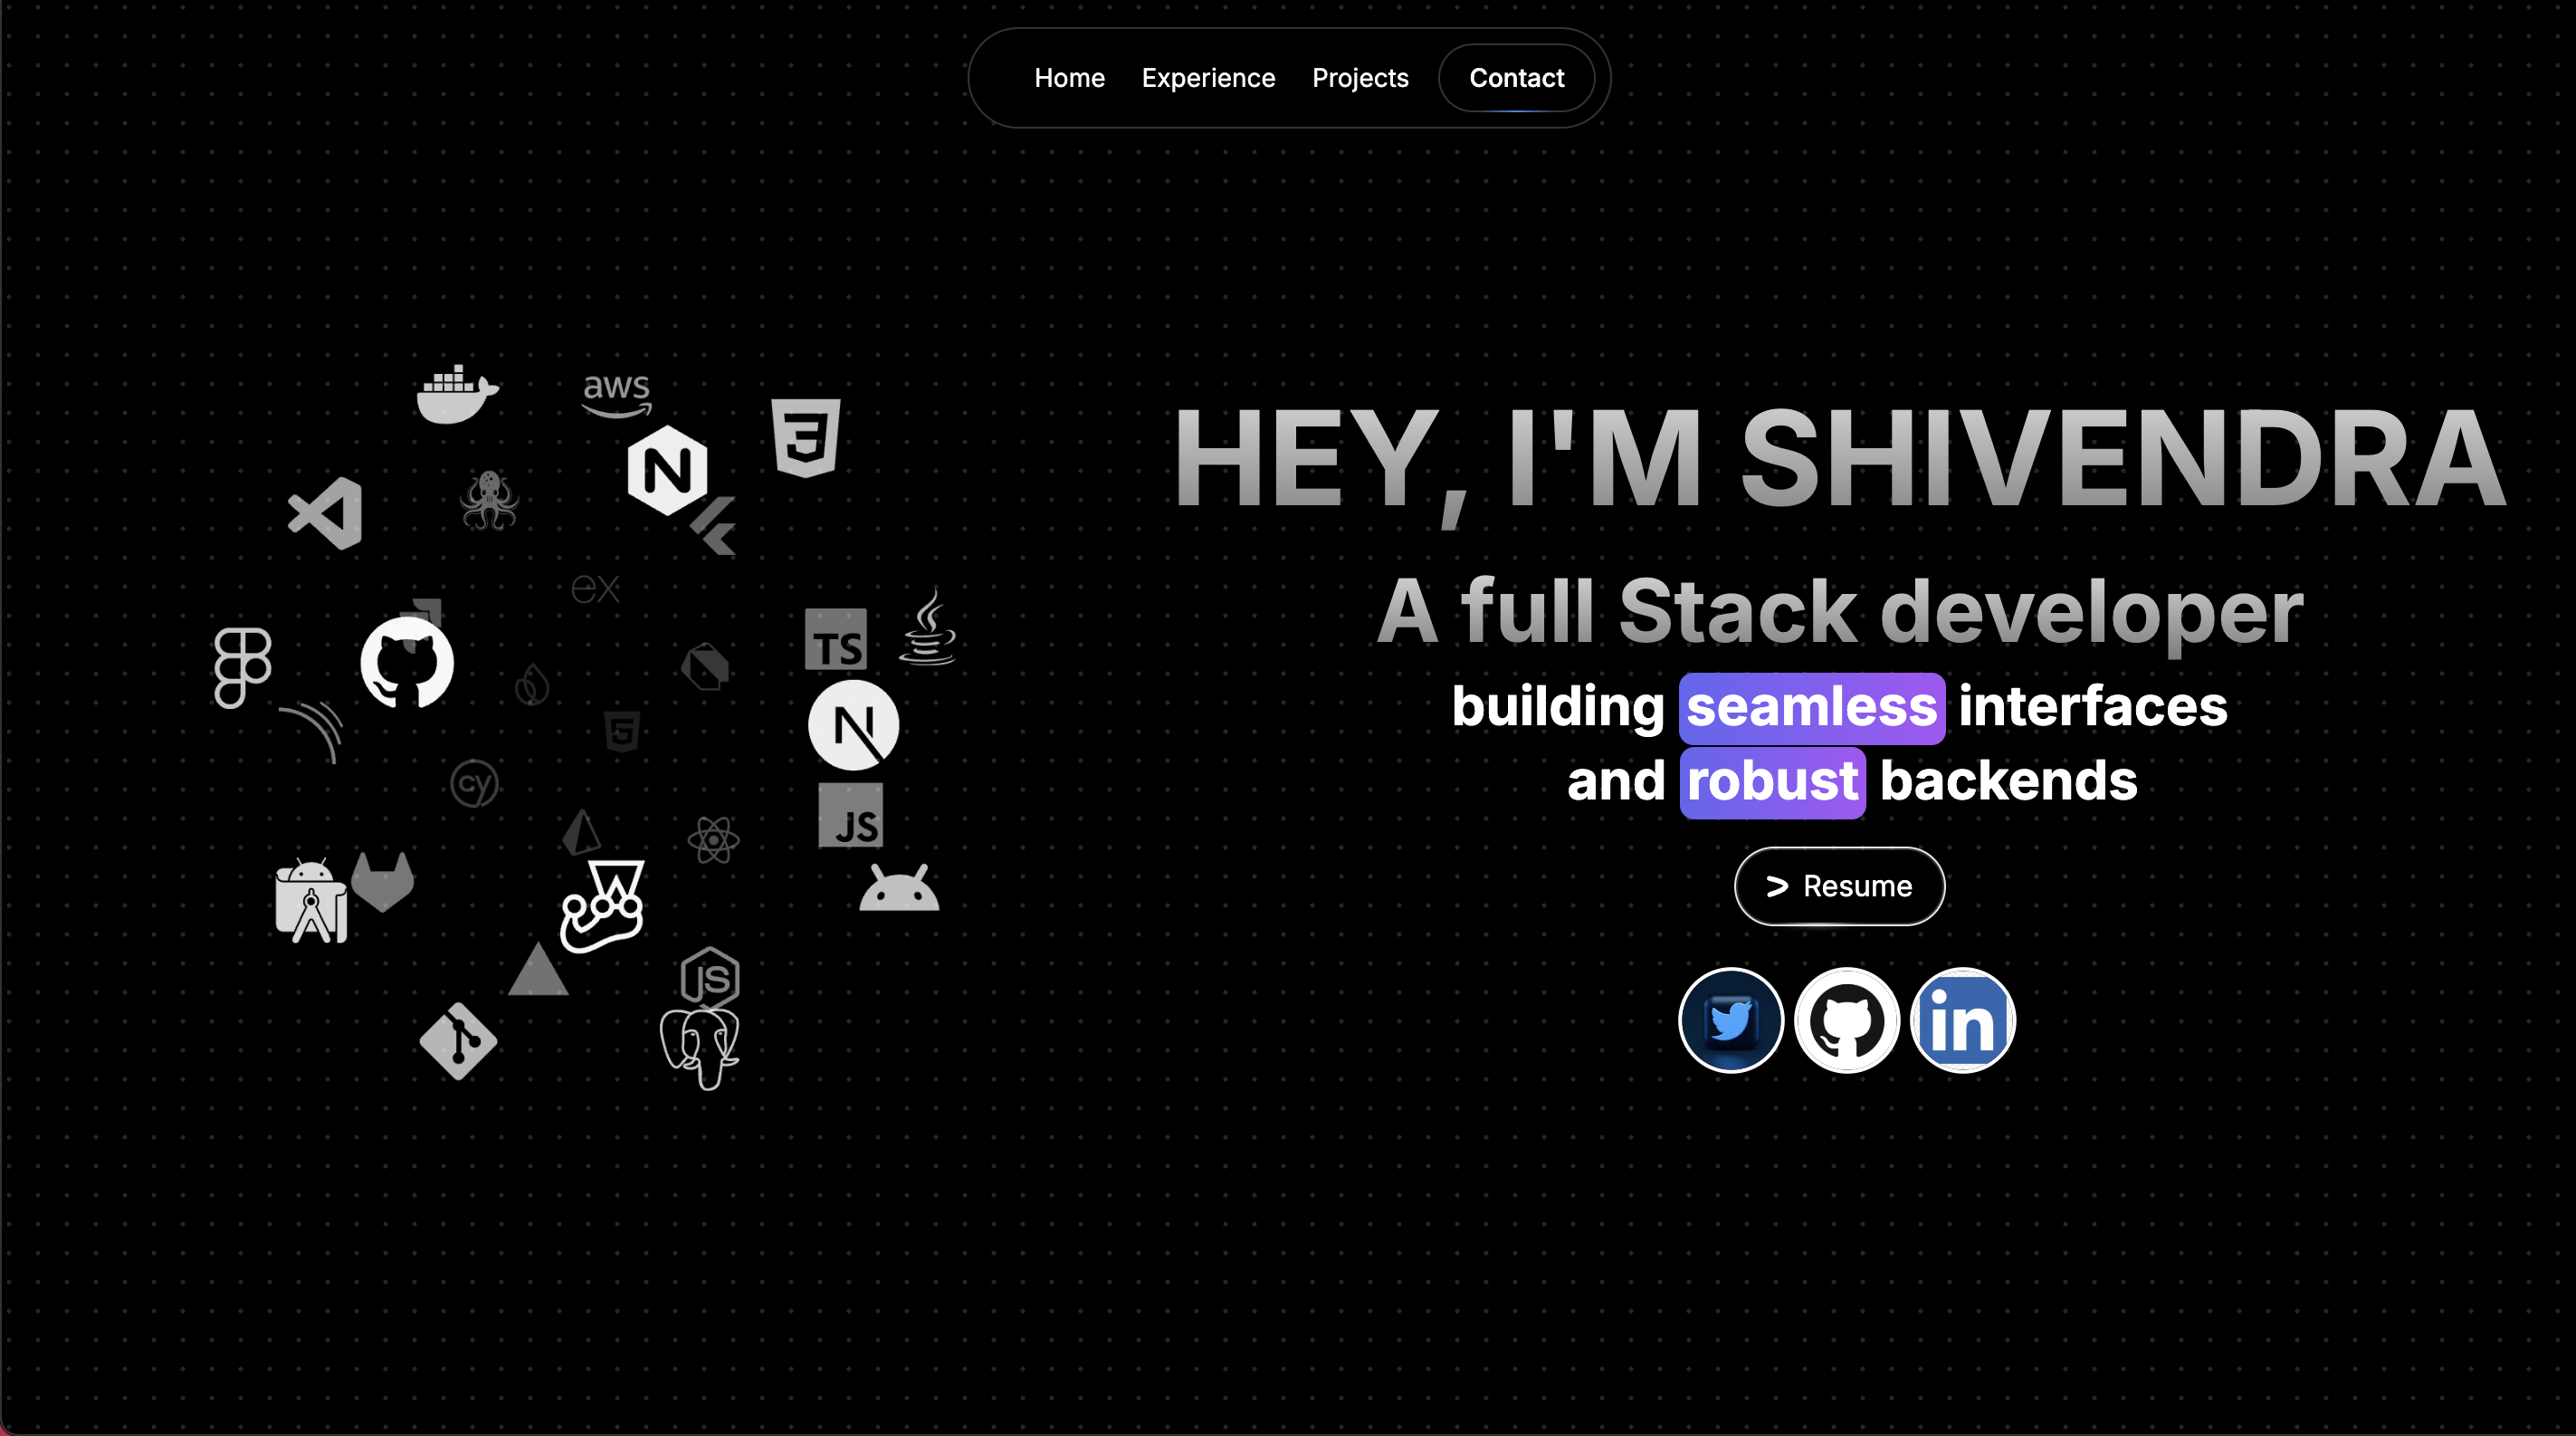 Home Experience Projects Contact
aws
N
ex
TS
N
cy
JS
JS
HEY, I'M SHIVENDRA
A full Stack developer
building seamless interfaces
and robust backends
> Resume
in